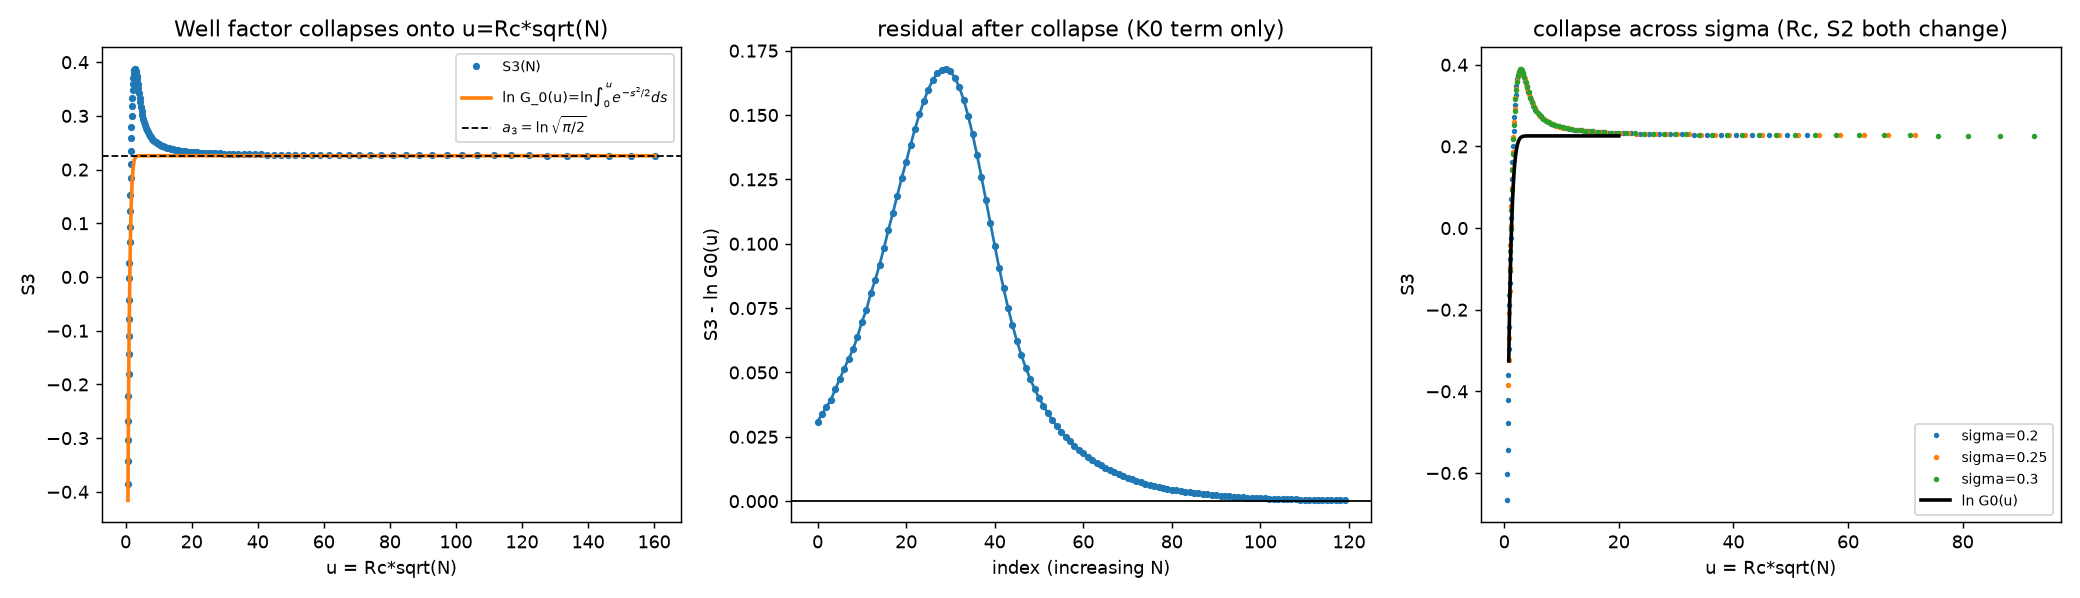 Well factor collapses onto u=Rc*sqrt(N)
0.4
0.3
0.2
0.1
0.0
−0.1
−0.2
−0.3
−0.4
S3
0
20
40
60
80
100
120
140
160
u = Rc*sqrt(N)
S3(N)
ln G_0(u)=ln∫₀ᵘe^{−s²/2}ds
a₃ = ln √(π/2)
residual after collapse (K0 term only)
0.175
0.150
0.125
0.100
0.075
0.050
0.025
0.000
S3 - ln G0(u)
0
20
40
60
80
100
120
index (increasing N)
collapse across sigma (Rc, S2 both change)
0.4
0.2
0.0
−0.2
−0.4
−0.6
S3
0
20
40
60
80
u = Rc*sqrt(N)
sigma=0.2
sigma=0.25
sigma=0.3
ln G0(u)